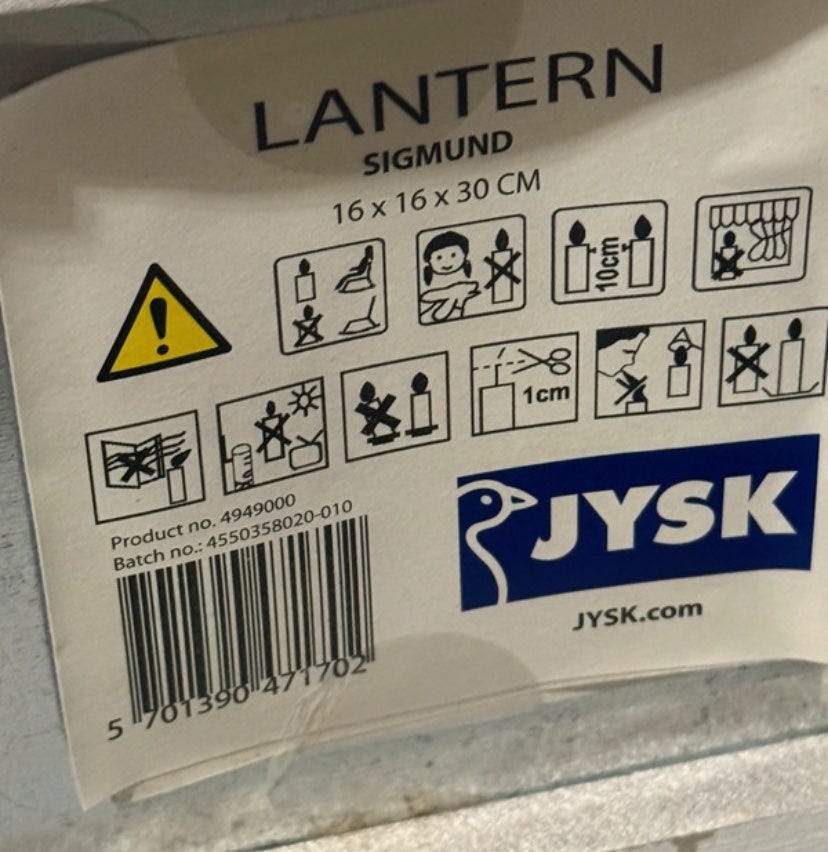 LANTERN
SIGMUND
16 x 16 x 30 CM
10cm
1cm
Product no. 4949000
Batch no.: 4550358020-010
JYSK
JYSK.com
5 701390 471702